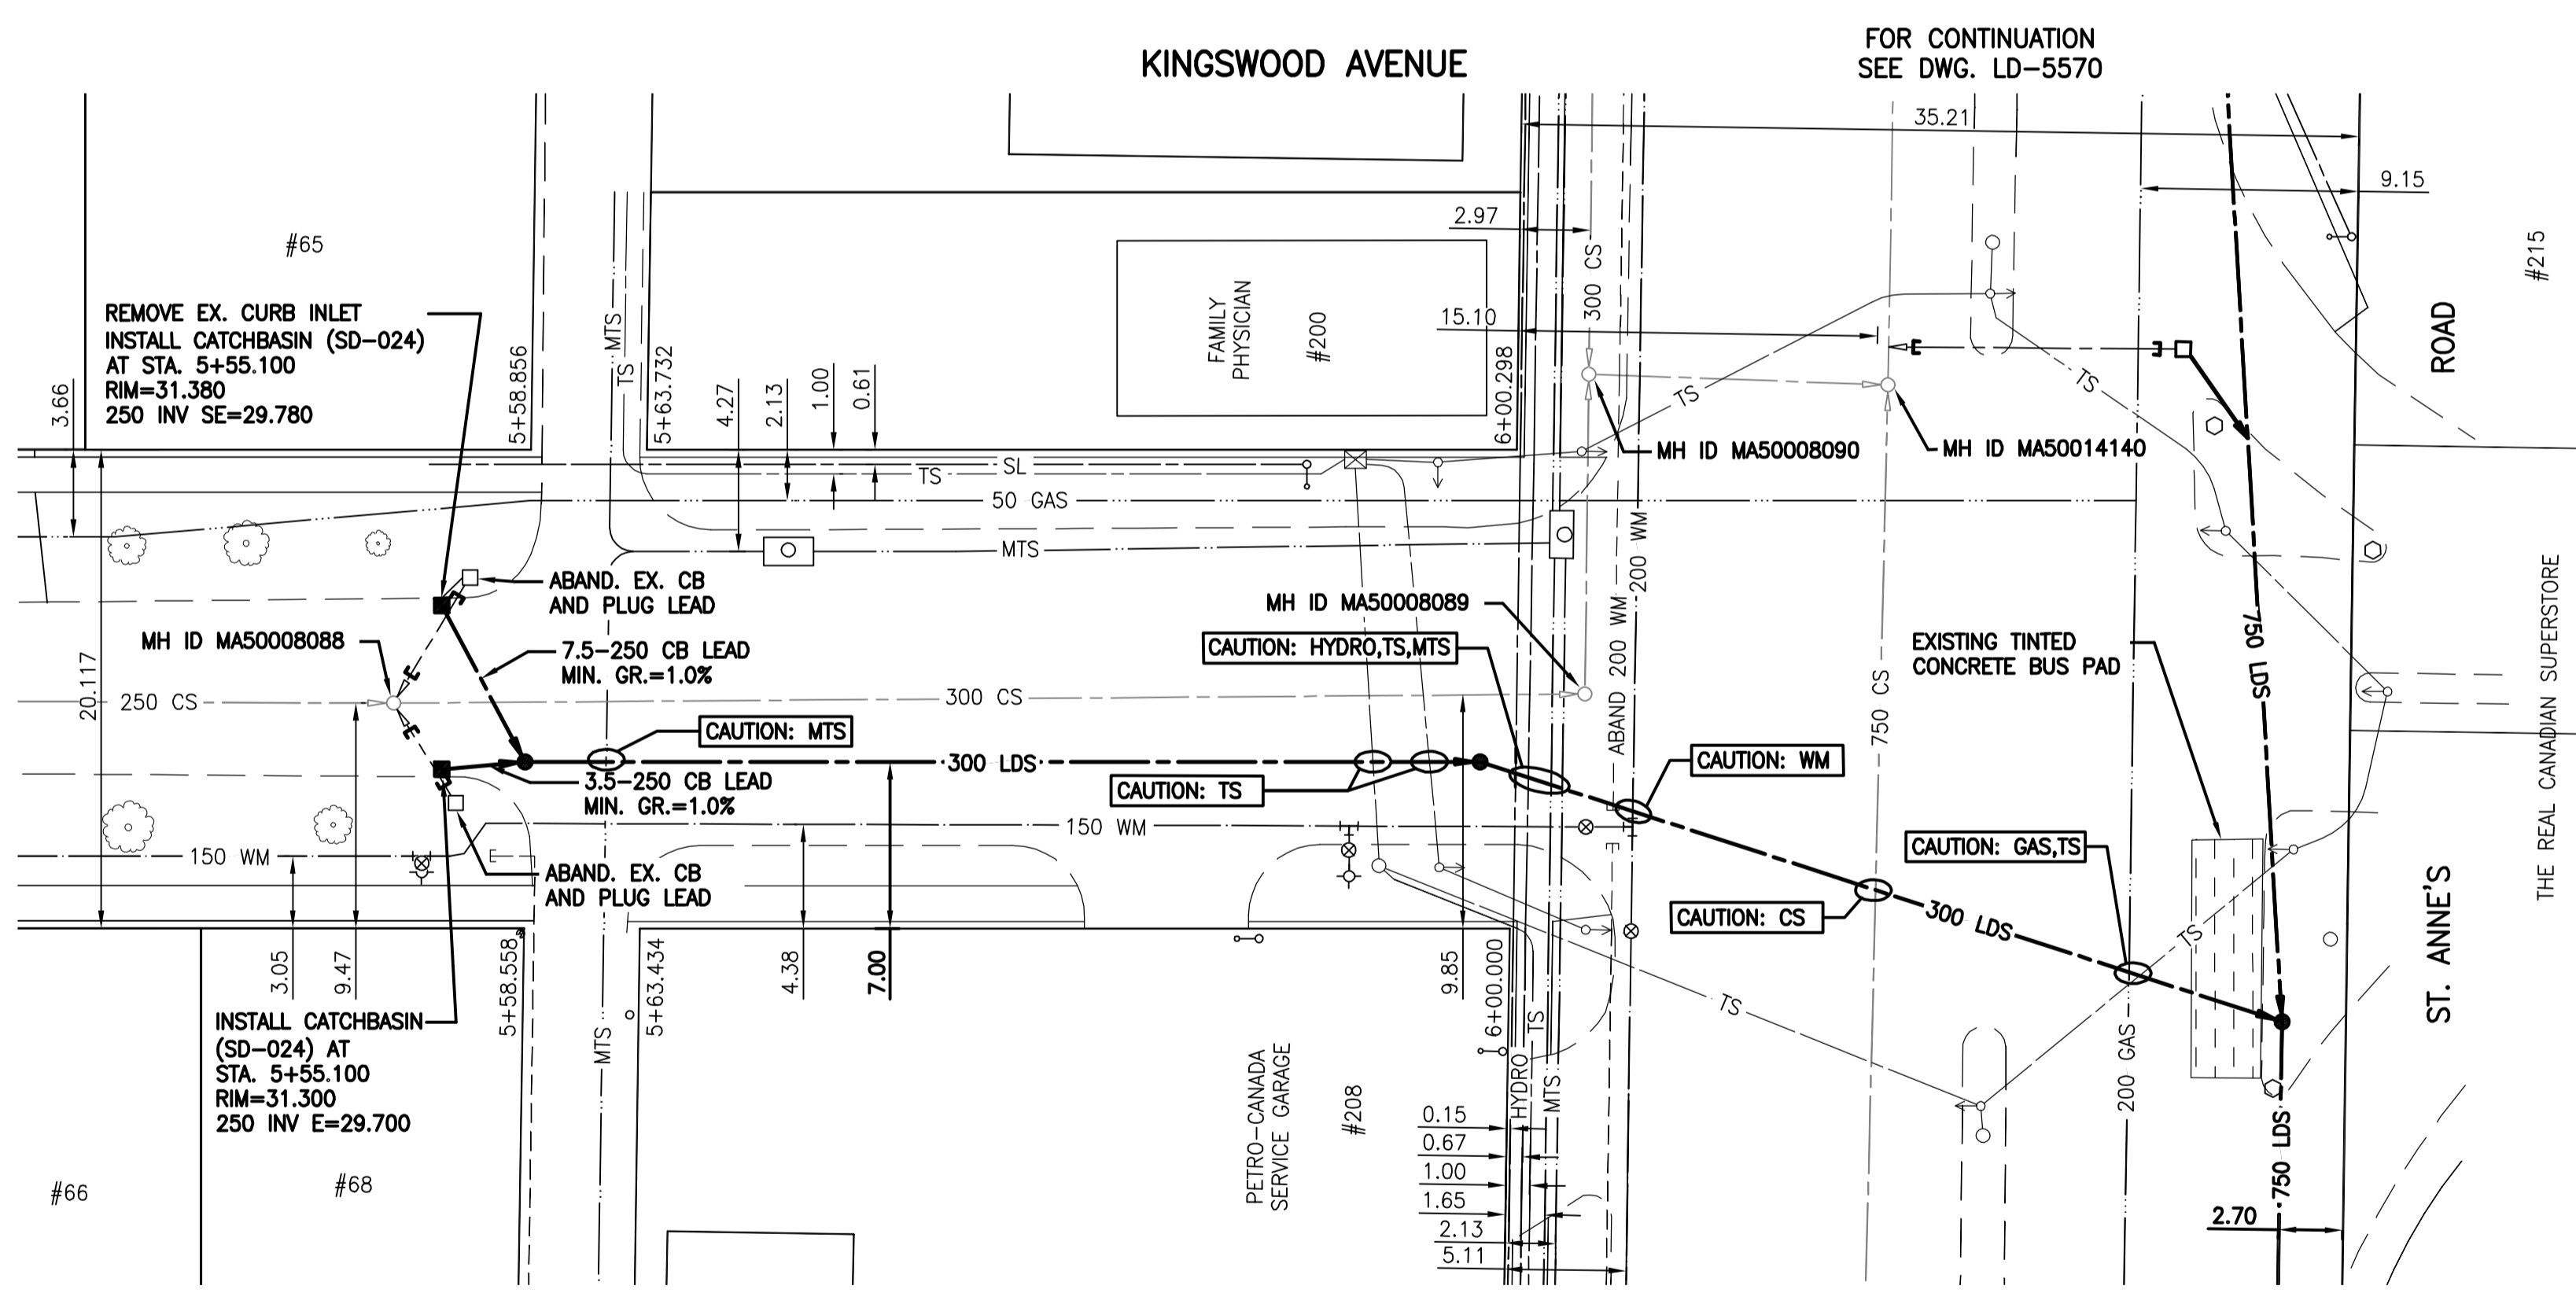 KINGSWOOD AVENUE
FOR CONTINUATION
SEE DWG. LD-5570
35.21
9.15
2.97
15.10
#65
REMOVE EX. CURB INLET
INSTALL CATCHBASIN (SD-024)
AT STA. 5+55.100
RIM=31.380
250 INV SE=29.780
3.66
5+58.856
MTS
TS
5+63.732
4.27
2.13
1.00
0.61
FAMILY
PHYSICIAN
#200
6+00.298
300 CS
TS
TS
#215
ROAD
MH ID MA50008090
MH ID MA50014140
SL
TS
50 GAS
MTS
200 WM
ABAND 200 WM
ABAND. EX. CB
AND PLUG LEAD
MH ID MA50008088
7.5-250 CB LEAD
MIN. GR.=1.0%
MH ID MA50008089
CAUTION: HYDRO,TS,MTS
EXISTING TINTED
CONCRETE BUS PAD
750 LDS
THE REAL CANADIAN SUPERSTORE
20.117
250 CS
300 CS
750 CS
CAUTION: MTS
300 LDS
CAUTION: TS
CAUTION: WM
3.5-250 CB LEAD
MIN. GR.=1.0%
150 WM
150 WM
CAUTION: GAS,TS
ABAND. EX. CB
AND PLUG LEAD
CAUTION: CS
300 LDS
TS
ST. ANNE'S
3.05
9.47
5+58.558
MTS
5+63.434
4.38
7.00
9.85
6+00.000
TS
TS
HYDRO
MTS
200 GAS
INSTALL CATCHBASIN
(SD-024) AT
STA. 5+55.100
RIM=31.300
250 INV E=29.700
PETRO-CANADA
SERVICE GARAGE
#208
0.15
0.67
1.00
1.65
2.13
5.11
#66
#68
750 LDS
2.70